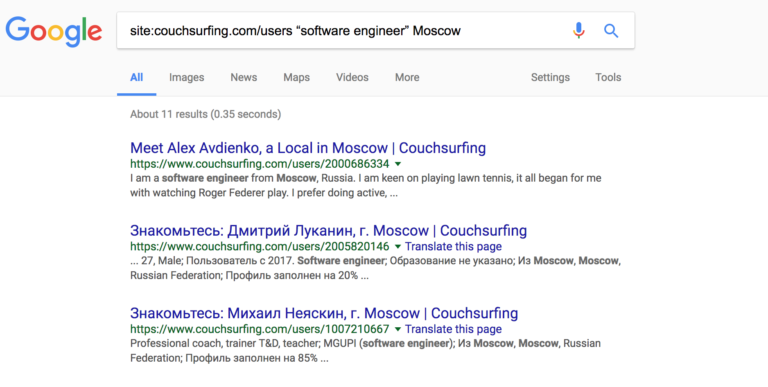 Google
site:couchsurfing.com/users “software engineer” Moscow
All Images News Maps Videos More Settings Tools
About 11 results (0.35 seconds)
Meet Alex Avdienko, a Local in Moscow | Couchsurfing
https://www.couchsurfing.com/users/2000686334
I am a software engineer from Moscow, Russia. I am keen on playing lawn tennis, it all began for me
with watching Roger Federer play. I prefer doing active, ...
Знакомьтесь: Дмитрий Луканин, г. Moscow | Couchsurfing
https://www.couchsurfing.com/users/2005820146 Translate this page
... 27, Male; Пользователь с 2017. Software engineer; Образование не указано; Из Moscow, Moscow,
Russian Federation; Профиль заполнен на 20% ...
Знакомьтесь: Михаил Неяскин, г. Moscow | Couchsurfing
https://www.couchsurfing.com/users/1007210667 Translate this page
Professional coach, trainer T&D, teacher; MGUPI (software engineer); Из Moscow, Moscow, Russian
Federation; Профиль заполнен на 85% ...